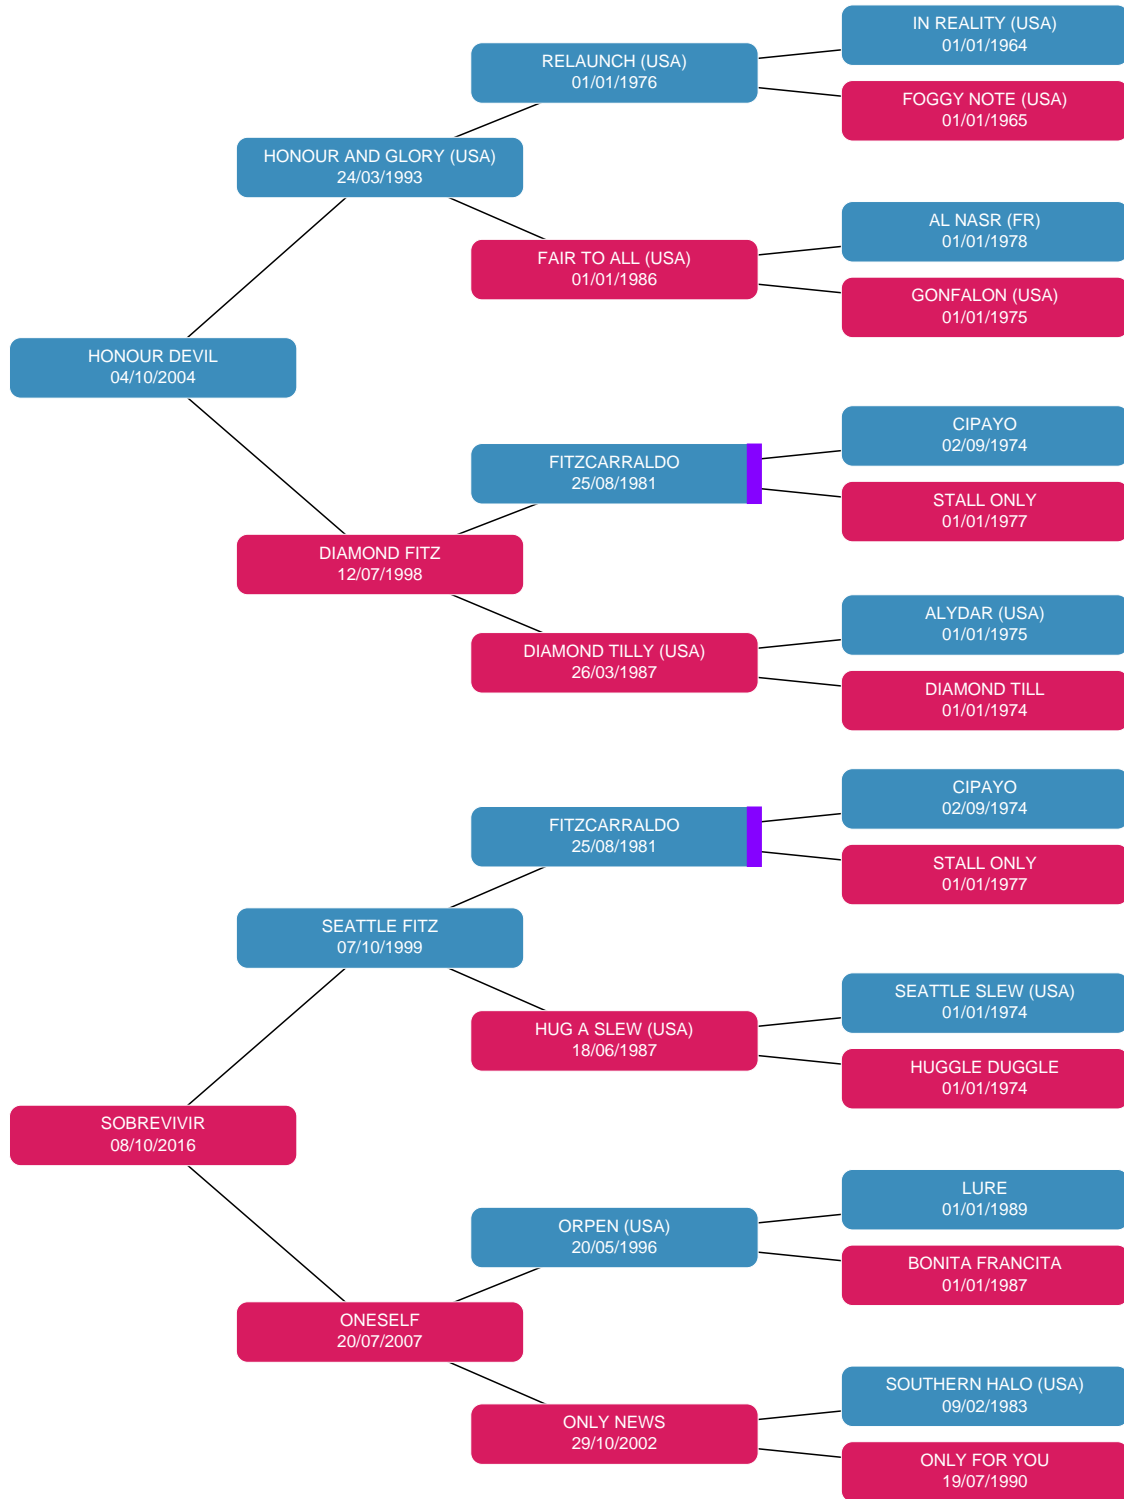 IN REALITY (USA)
01/01/1964
RELAUNCH (USA)
01/01/1976
FOGGY NOTE (USA)
01/01/1965
HONOUR AND GLORY (USA)
24/03/1993
AL NASR (FR)
01/01/1978
FAIR TO ALL (USA)
01/01/1986
GONFALON (USA)
01/01/1975
HONOUR DEVIL
04/10/2004
CIPAYO
02/09/1974
FITZCARRALDO
25/08/1981
STALL ONLY
01/01/1977
DIAMOND FITZ
12/07/1998
ALYDAR (USA)
01/01/1975
DIAMOND TILLY (USA)
26/03/1987
DIAMOND TILL
01/01/1974
CIPAYO
02/09/1974
FITZCARRALDO
25/08/1981
STALL ONLY
01/01/1977
SEATTLE FITZ
07/10/1999
SEATTLE SLEW (USA)
01/01/1974
HUG A SLEW (USA)
18/06/1987
HUGGLE DUGGLE
01/01/1974
SOBREVIVIR
08/10/2016
LURE
01/01/1989
ORPEN (USA)
20/05/1996
BONITA FRANCITA
01/01/1987
ONESELF
20/07/2007
SOUTHERN HALO (USA)
09/02/1983
ONLY NEWS
29/10/2002
ONLY FOR YOU
19/07/1990